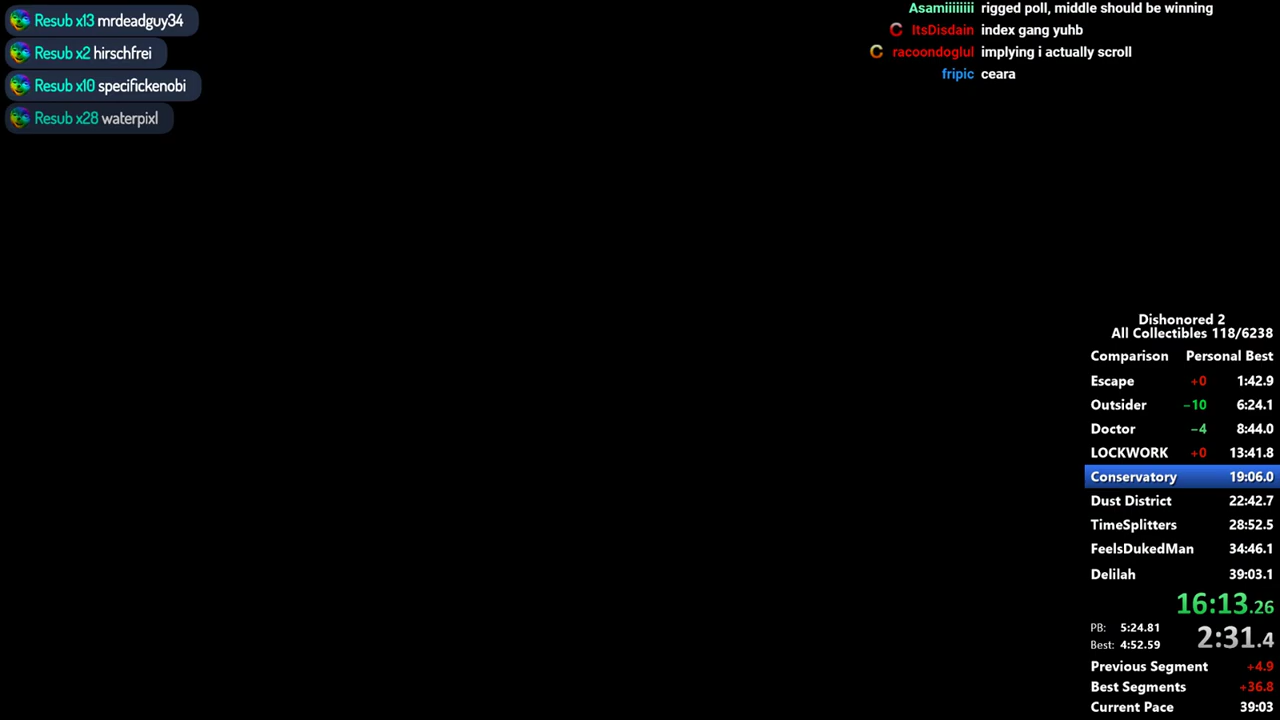 Resub x13 mrdeadguy34
Resub x2 hirschfrei
Resub x10 specifickenobi
Resub x28 waterpixl
Asamiiiiiiiii rigged poll, middle should be winning
ItsDisdain index gang yuhb
racoondoglul implying i actually scroll
fripic ceara
Dishonored 2
All Collectibles 118/6238
Comparison Personal Best
Escape +0 1:42.9
Outsider −10 6:24.1
Doctor −4 8:44.0
LOCKWORK +0 13:41.8
Conservatory 19:06.0
Dust District 22:42.7
TimeSplitters 28:52.5
FeelsDukedMan 34:46.1
Delilah 39:03.1
16:13.26
PB: 5:24.81
Best: 4:52.59
2:31.4
Previous Segment +4.9
Best Segments +36.8
Current Pace 39:03